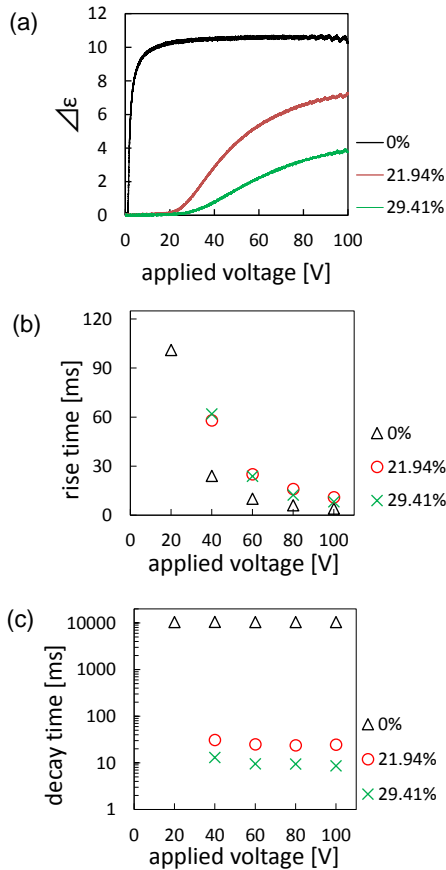 (a)
12
10
8
6
4
2
0
⊿ε
0 20 40 60 80 100
applied voltage [V]
0%
21.94%
29.41%
(b)
120
90
60
30
0
rise time [ms]
0 20 40 60 80 100
applied voltage [V]
0%
21.94%
29.41%
(c)
10000
1000
100
10
1
decay time [ms]
0 20 40 60 80 100
applied voltage [V]
0%
21.94%
29.41%